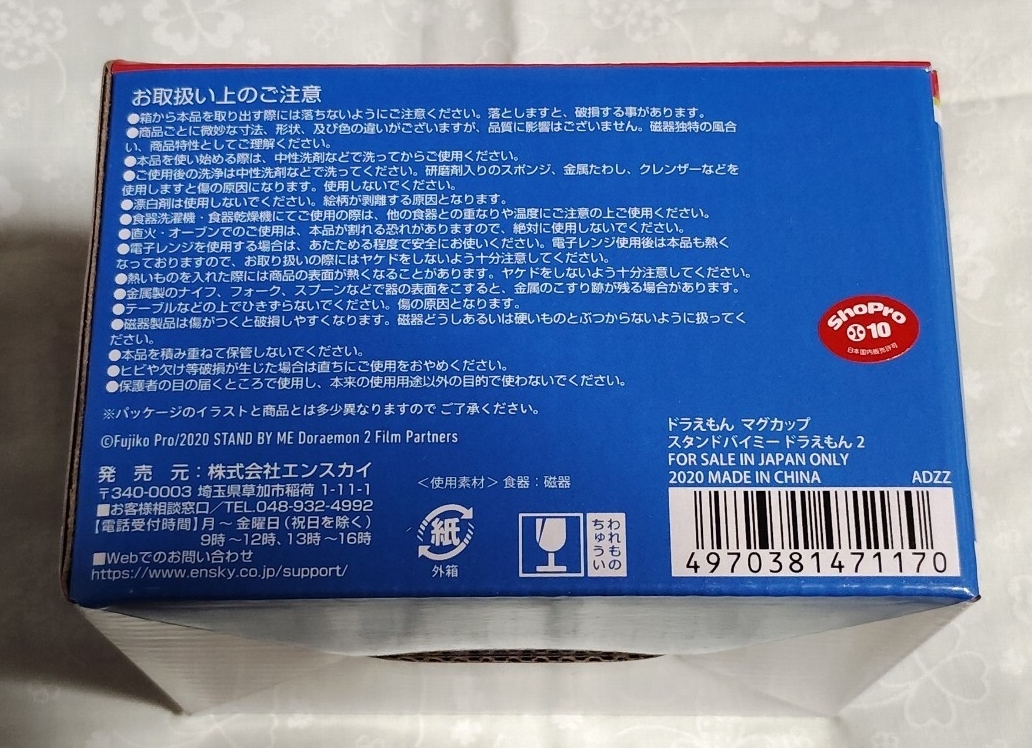 お取扱い上のご注意
●箱から本品を取り出す際には落ちないようにご注意ください。落としますと、破損する事があります。
●商品ごとに微妙な寸法、形状、及び色の違いがございますが、品質に影響はございません。磁器独特の風合
い、商品特性としてご理解ください。
●本品を使い始める際は、中性洗剤などで洗ってからご使用ください。
●ご使用後の洗浄は中性洗剤などで洗ってください。研磨剤入りのスポンジ、金属たわし、クレンザーなどを
使用しますと傷の原因になります。使用しないでください。
●漂白剤は使用しないでください。絵柄が剥離する原因となります。
●食器洗濯機・食器乾燥機にてご使用の際は、他の食器との重なりや温度にご注意の上ご使用ください。
●直火・オーブンでのご使用は、本品が割れる恐れがありますので、絶対に使用しないでください。
●電子レンジを使用する場合は、あたためる程度で安全にお使いください。電子レンジ使用後は本品も熱く
なっておりますので、お取り扱いの際にはヤケドをしないよう十分注意してください。
●熱いものを入れた際には商品の表面が熱くなることがあります。ヤケドをしないよう十分注意してください。
●金属製のナイフ、フォーク、スプーンなどで器の表面をこすると、金属のこすり跡が残る場合があります。
●テーブルなどの上でひきずらないでください。傷の原因となります。
●磁器製品は傷がつくと破損しやすくなります。磁器どうしあるいは硬いものとぶつからないように扱ってく
ださい。
●本品を積み重ねて保管しないでください。
●ヒビや欠け等破損が生じた場合は直ちにご使用をおやめください。
●保護者の目の届くところで使用し、本来の使用用途以外の目的で使わないでください。
※パッケージのイラストと商品とは多少異なりますので ご了承ください。
©Fujiko Pro/2020 STAND BY ME Doraemon 2 Film Partners
発 売 元：株式会社エンスカイ
〒340-0003 埼玉県草加市稲荷 1-11-1
■お客様相談窓口／TEL.048-932-4992
【電話受付時間】月～金曜日（祝日を除く）
9時～12時、13時～16時
■Webでのお問い合わせ
https://www.ensky.co.jp/support/
＜使用素材＞食器：磁器
紙
外箱
われもの
ちゅうい
ShoPro
10
日本国内販売許可
ドラえもん マグカップ
スタンドバイミー ドラえもん 2
FOR SALE IN JAPAN ONLY
2020 MADE IN CHINA ADZZ
4970381471170